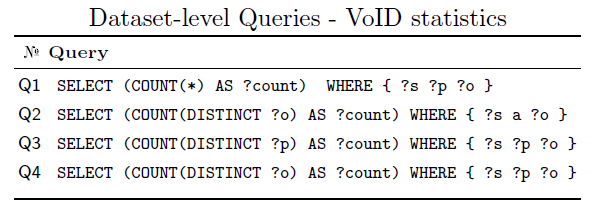 Dataset-level Queries - VoID statistics
№ Query
Q1 SELECT (COUNT(*) AS ?count) WHERE { ?s ?p ?o }
Q2 SELECT (COUNT(DISTINCT ?o) AS ?count) WHERE { ?s a ?o }
Q3 SELECT (COUNT(DISTINCT ?p) AS ?count) WHERE { ?s ?p ?o }
Q4 SELECT (COUNT(DISTINCT ?o) AS ?count) WHERE { ?s ?p ?o }